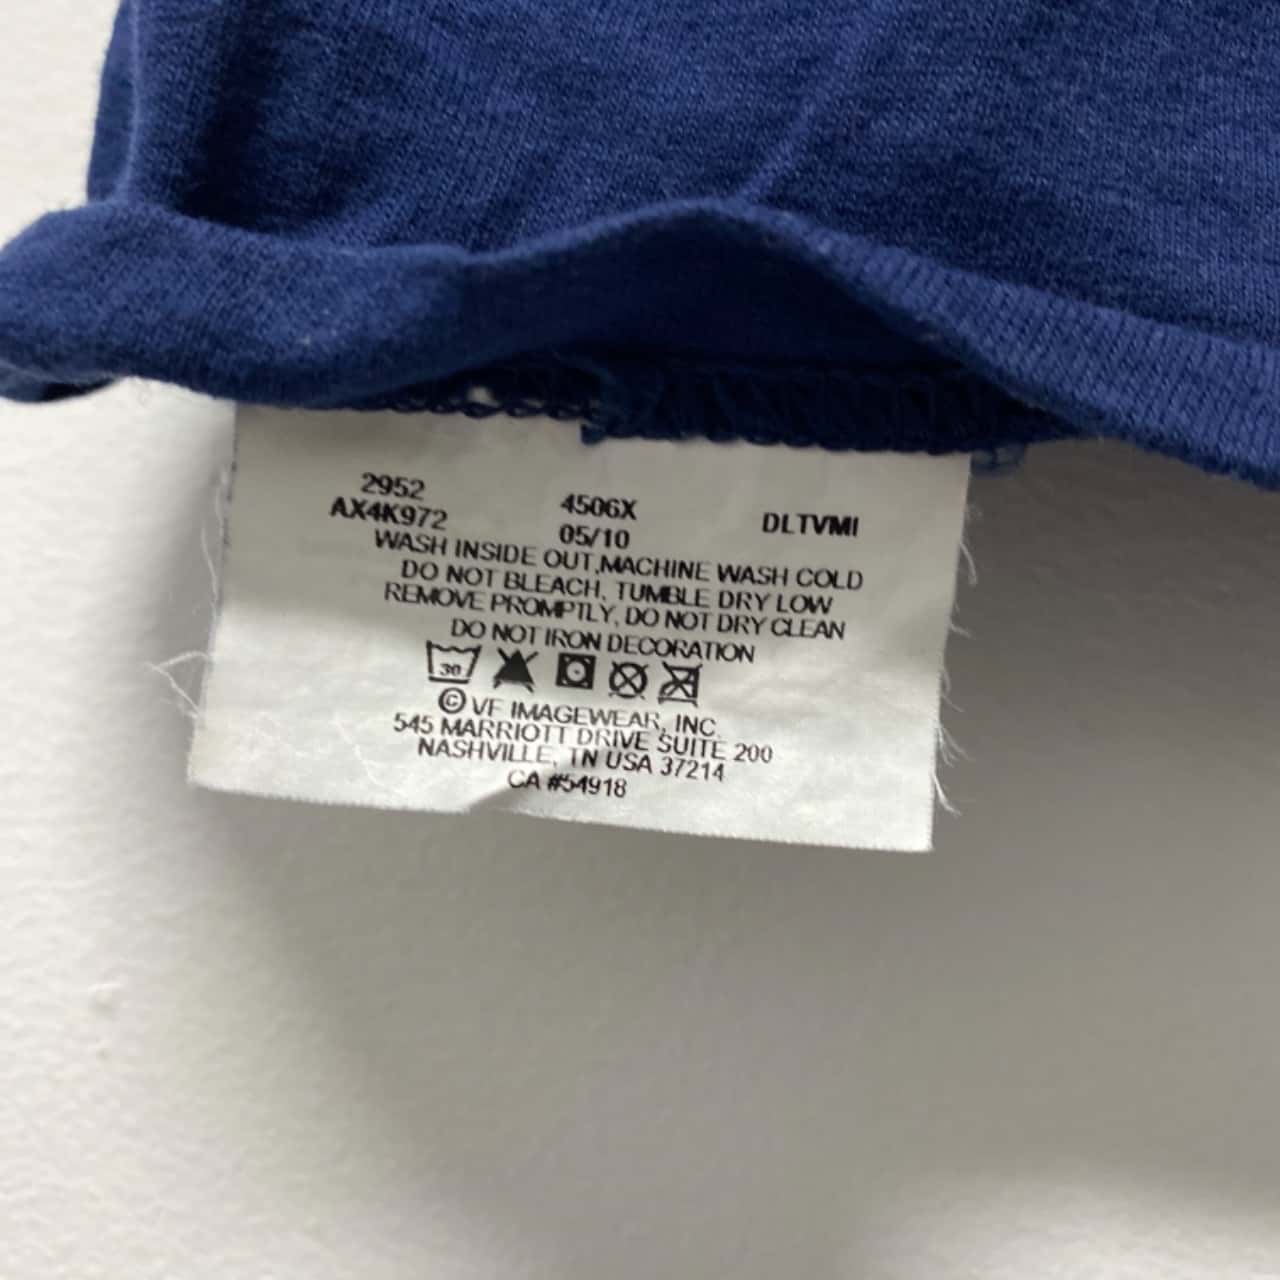 2952 4506X DLTVMI
AX4K972 05/10
WASH INSIDE OUT,MACHINE WASH COLD
DO NOT BLEACH, TUMBLE DRY LOW
REMOVE PROMPTLY, DO NOT DRY CLEAN
DO NOT IRON DECORATION
30
© VF IMAGEWEAR, INC.
545 MARRIOTT DRIVE SUITE 200
NASHVILLE, TN USA 37214
CA #54918